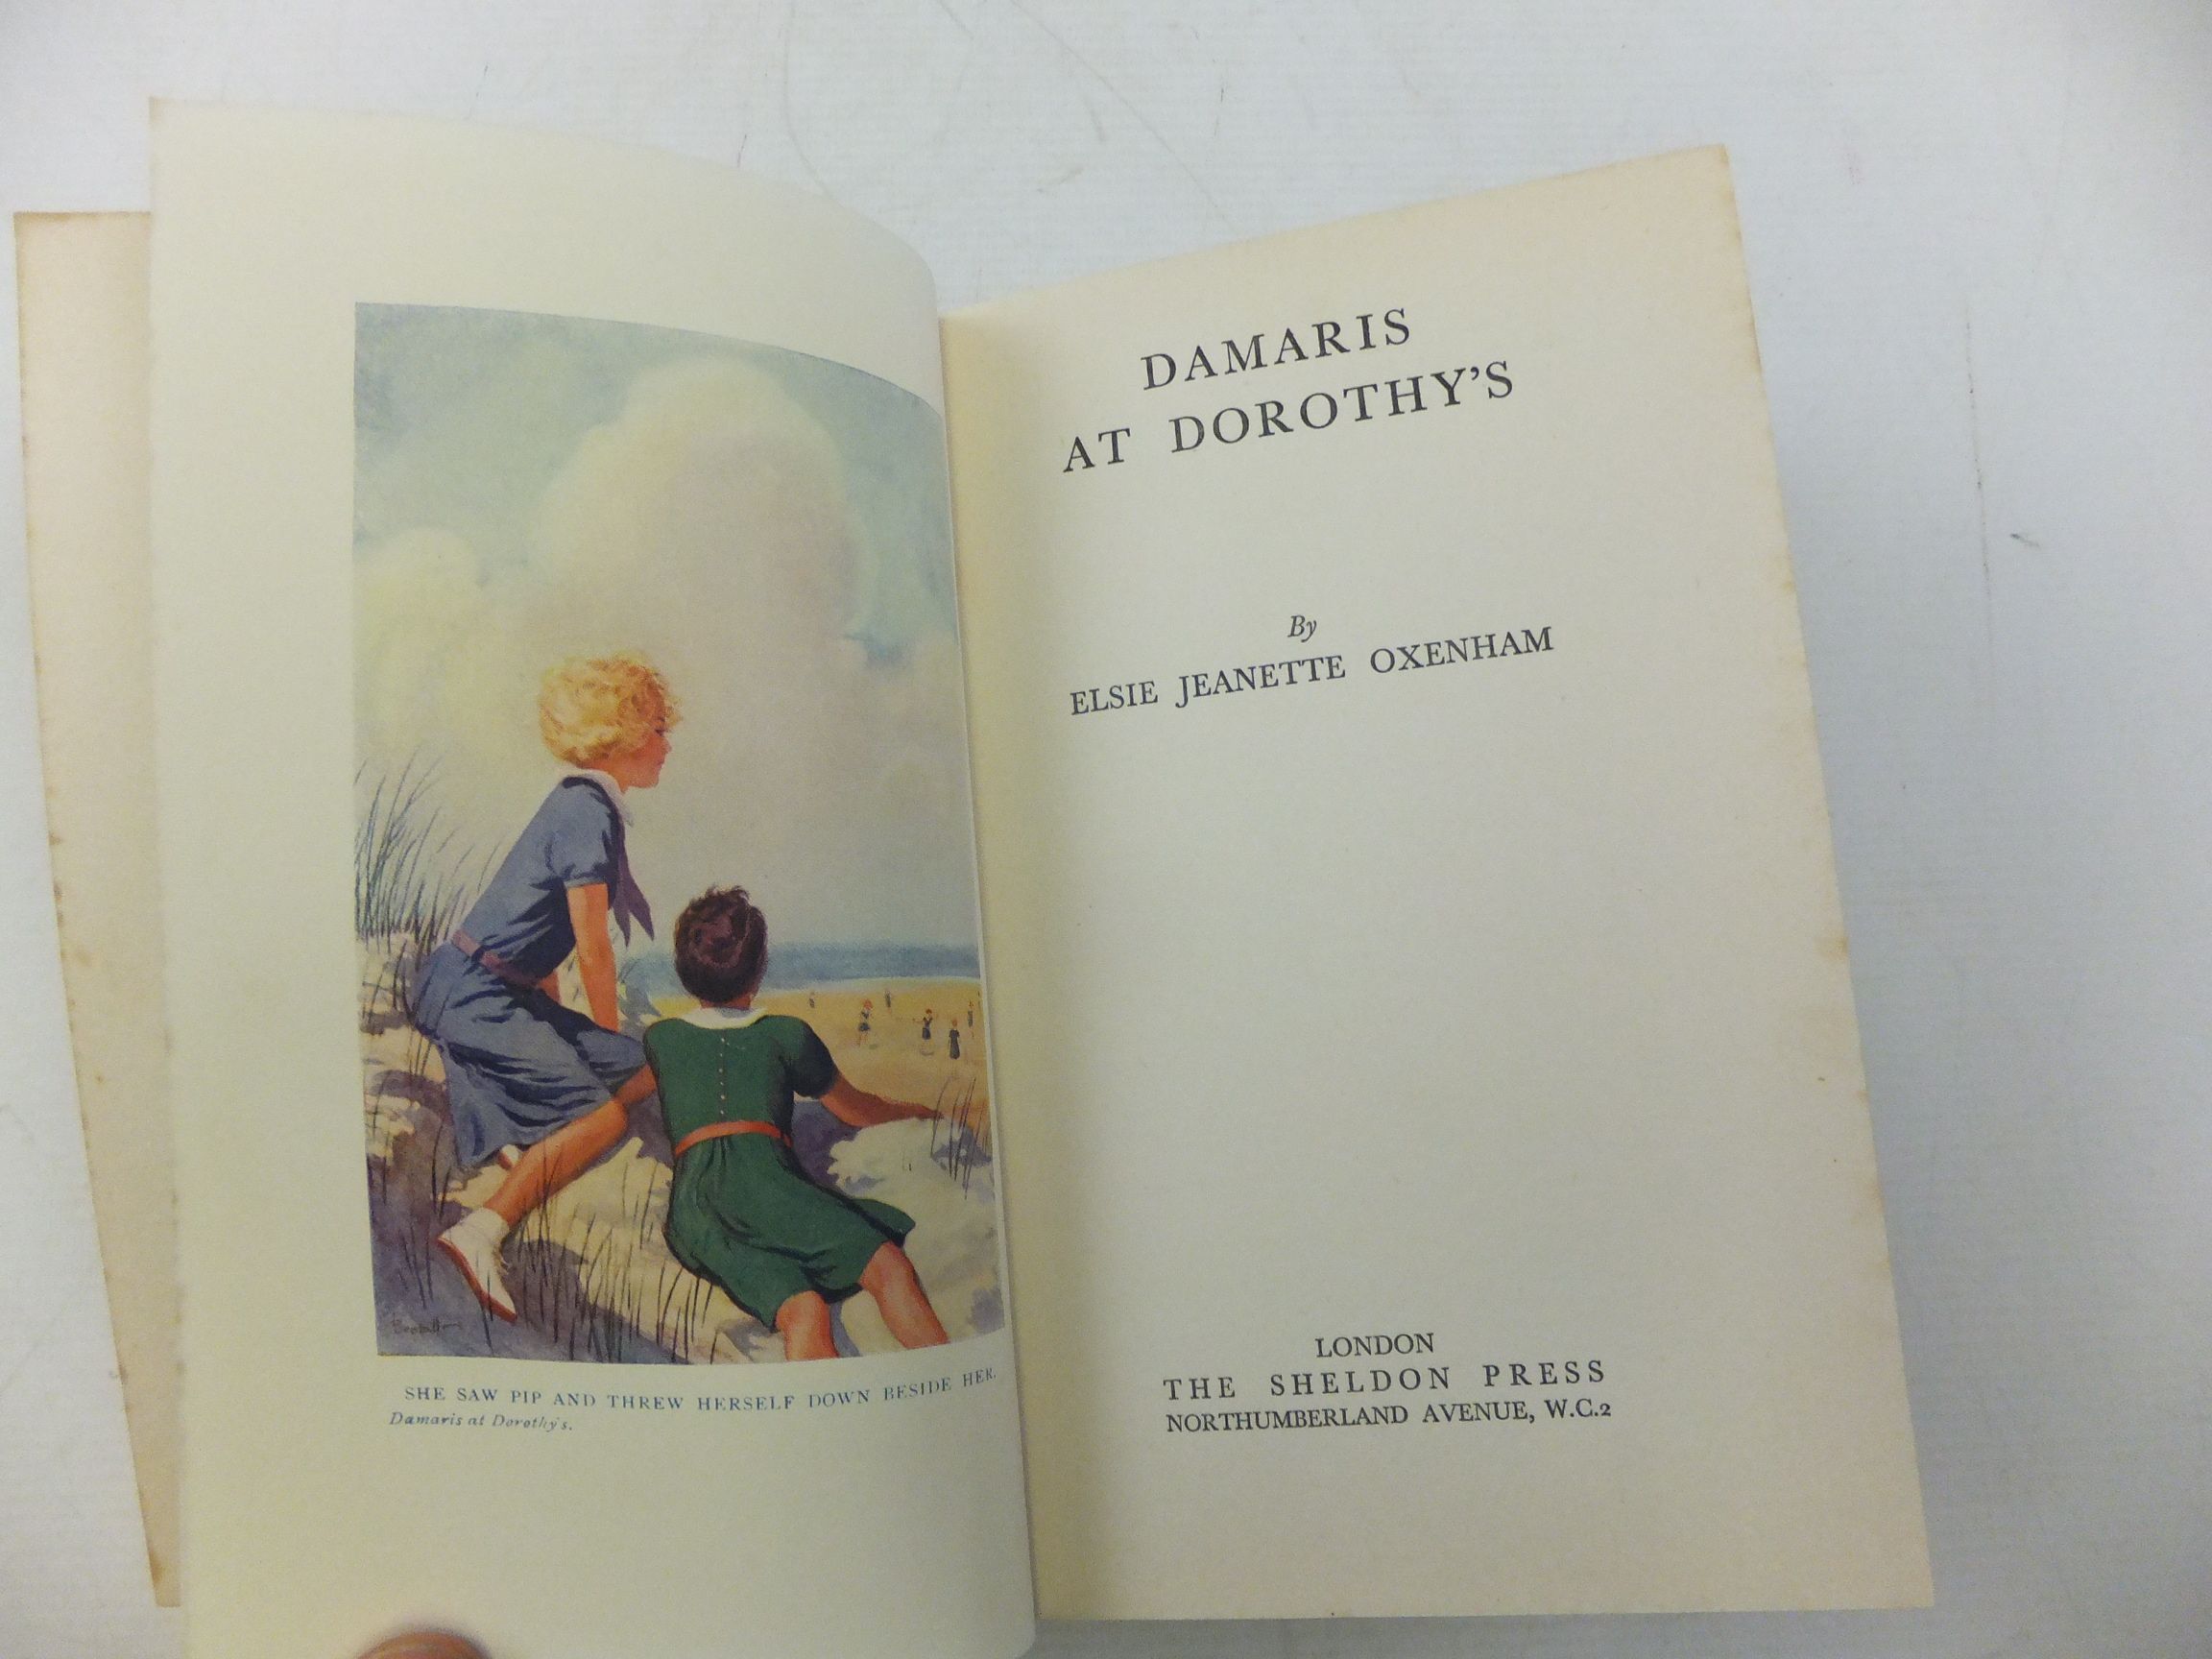 SHE SAW PIP AND THREW HERSELF DOWN BESIDE HER.
Damaris at Dorothy's.
DAMARIS
AT DOROTHY'S
By
ELSIE JEANETTE OXENHAM
LONDON
THE SHELDON PRESS
NORTHUMBERLAND AVENUE, W.C.2